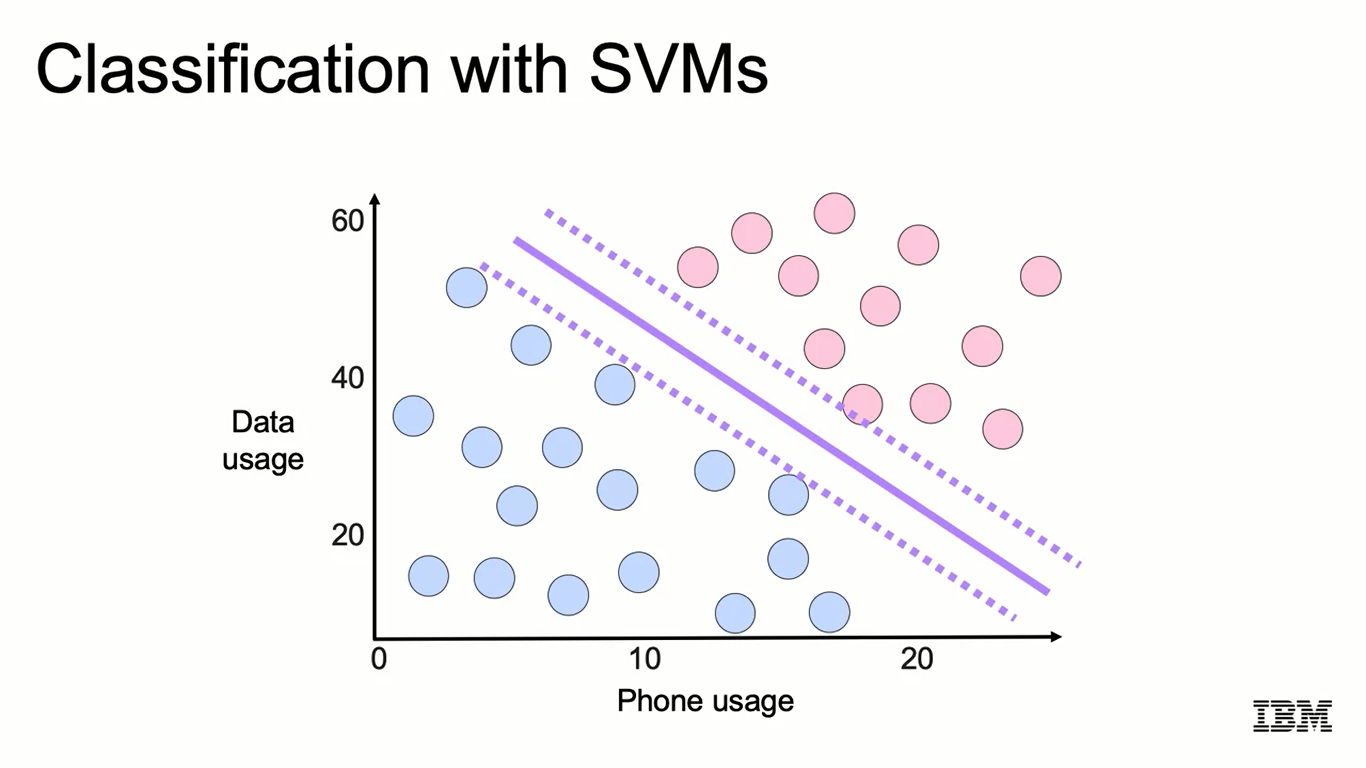 Classification with SVMs
60
40
Data
usage
20
0
10
20
Phone usage
IBM